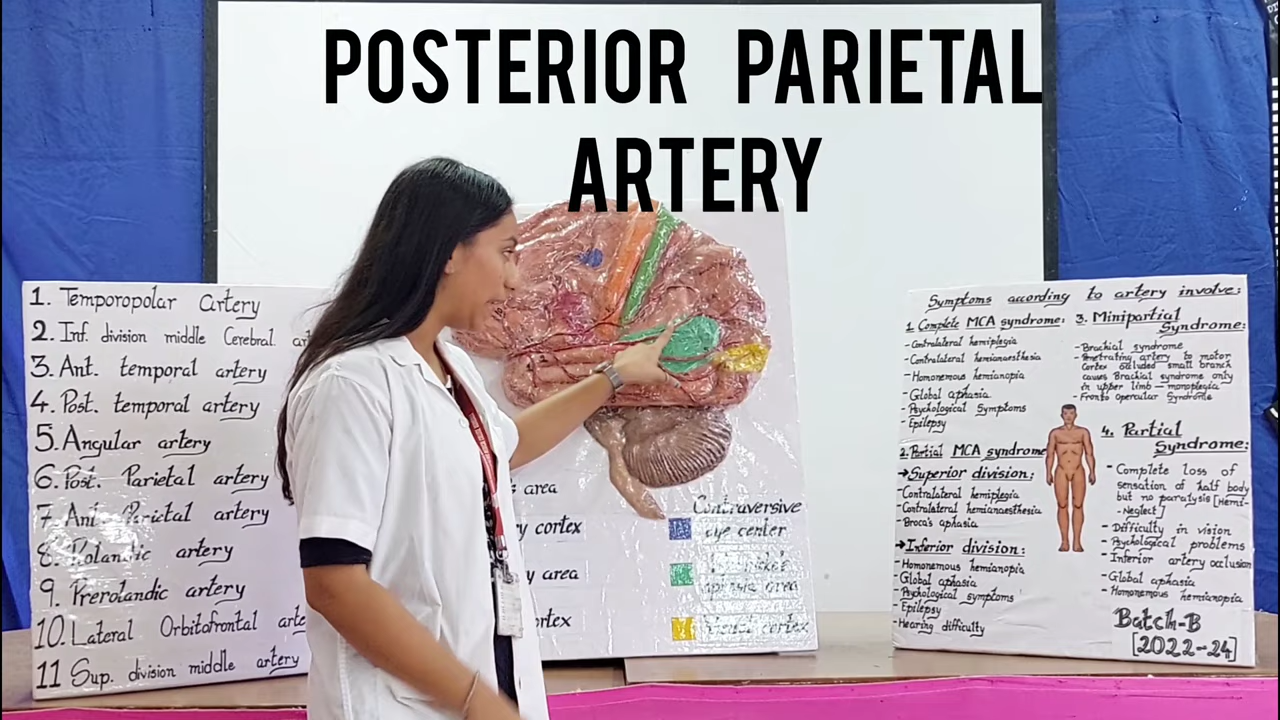 POSTERIOR PARIETAL
ARTERY
1. Temporopolar artery
2. Inf. division middle Cerebral
3. Ant. temporal artery
4. Post. temporal artery
5. Angular artery
6. Post. Parietal artery
7. Ant. Parietal artery
8. Rolandic artery
9. Prerolandic artery
10. Lateral Orbitofrontal
11 Sup. division middle artery
area
cortex
area
Contraversive
eye center
area
Visual cortex
Symptoms according to artery involve:
1. Complete MCA syndrome:
- Contralateral hemiplegia
- Contralateral hemianaesthesia
- Homonemous hemianopia
- Global aphasia
- Psychological Symptoms
- Epilepsy
2. Partial MCA syndrome
→Superior division:
- Contralateral hemiplegia
- Contralateral hemianaesthesia
- Broca's aphasia
→Inferior division:
- Homonemous hemianopia
- Global aphasia
- Psychological symptoms
- Epilepsy
- Hearing difficulty
3. Minipartial
Syndrome:
- Brachial syndrome
- Penetrating artery to motor
Cortex occluded small branch
causes Brachial syndrome only
in upper limb — monoplegia
- Fronto Opercular Syndrome
4. Partial
Syndrome:
- Complete loss of
sensation of half body
but no paralysis [Hemi-
- Neglect]
- Difficulty in vision
- Psychological problems
- Inferior artery occlusion
- Global aphasia
- Homonemous hemianopia
Batch-B
[2022-24]